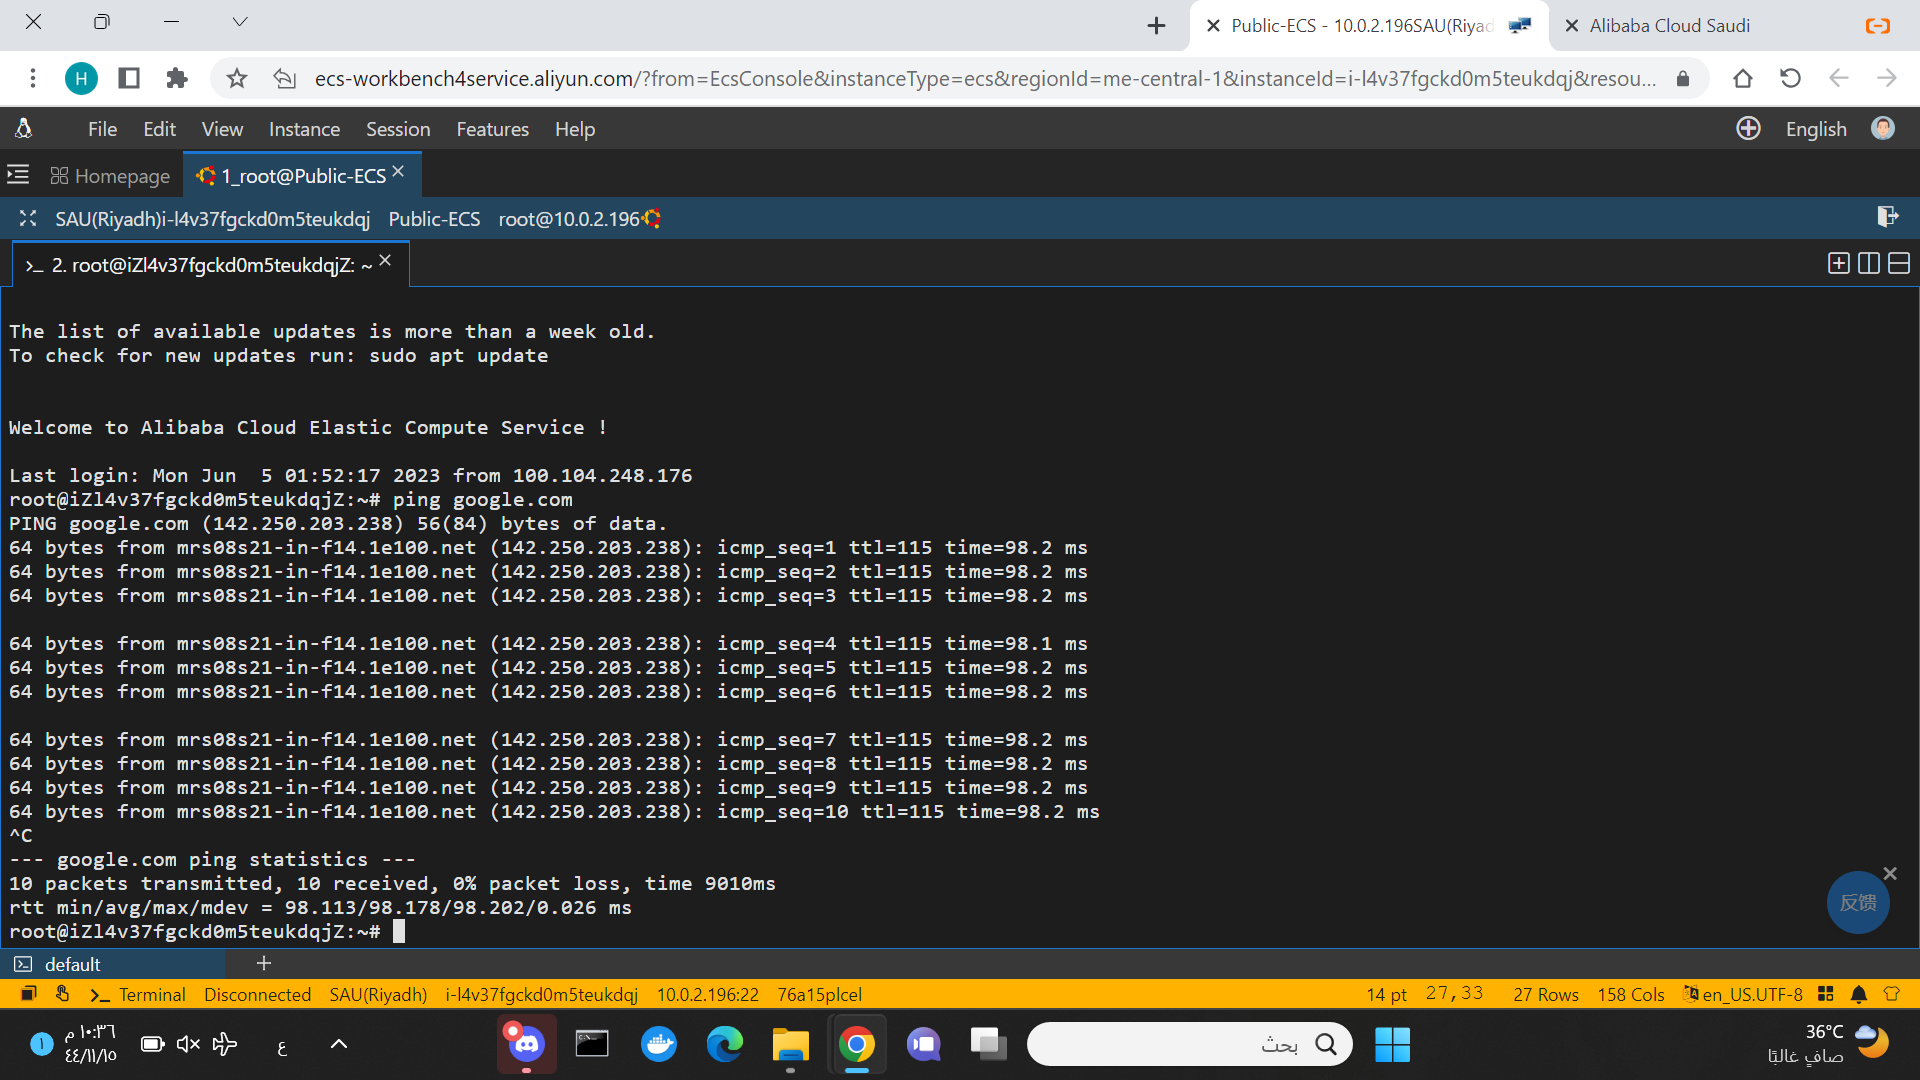 Public-ECS - 10.0.2.196SAU(Riyad
Alibaba Cloud Saudi
H
ecs-workbench4service.aliyun.com/?from=EcsConsole&instanceType=ecs&regionId=me-central-1&instanceId=i-l4v37fgckd0m5teukdqj&resou...
File Edit View Instance Session Features Help
English
Homepage
1_root@Public-ECS
SAU(Riyadh)i-l4v37fgckd0m5teukdqj Public-ECS root@10.0.2.196
>_ 2. root@iZl4v37fgckd0m5teukdqjZ: ~
The list of available updates is more than a week old.
To check for new updates run: sudo apt update
Welcome to Alibaba Cloud Elastic Compute Service !
Last login: Mon Jun  5 01:52:17 2023 from 100.104.248.176
root@iZl4v37fgckd0m5teukdqjZ:~# ping google.com
PING google.com (142.250.203.238) 56(84) bytes of data.
64 bytes from mrs08s21-in-f14.1e100.net (142.250.203.238): icmp_seq=1 ttl=115 time=98.2 ms
64 bytes from mrs08s21-in-f14.1e100.net (142.250.203.238): icmp_seq=2 ttl=115 time=98.2 ms
64 bytes from mrs08s21-in-f14.1e100.net (142.250.203.238): icmp_seq=3 ttl=115 time=98.2 ms
64 bytes from mrs08s21-in-f14.1e100.net (142.250.203.238): icmp_seq=4 ttl=115 time=98.1 ms
64 bytes from mrs08s21-in-f14.1e100.net (142.250.203.238): icmp_seq=5 ttl=115 time=98.2 ms
64 bytes from mrs08s21-in-f14.1e100.net (142.250.203.238): icmp_seq=6 ttl=115 time=98.2 ms
64 bytes from mrs08s21-in-f14.1e100.net (142.250.203.238): icmp_seq=7 ttl=115 time=98.2 ms
64 bytes from mrs08s21-in-f14.1e100.net (142.250.203.238): icmp_seq=8 ttl=115 time=98.2 ms
64 bytes from mrs08s21-in-f14.1e100.net (142.250.203.238): icmp_seq=9 ttl=115 time=98.2 ms
64 bytes from mrs08s21-in-f14.1e100.net (142.250.203.238): icmp_seq=10 ttl=115 time=98.2 ms
^C
--- google.com ping statistics ---
10 packets transmitted, 10 received, 0% packet loss, time 9010ms
rtt min/avg/max/mdev = 98.113/98.178/98.202/0.026 ms
root@iZl4v37fgckd0m5teukdqjZ:~#
反馈
default
Terminal Disconnected SAU(Riyadh) i-l4v37fgckd0m5teukdqj 10.0.2.196:22 76a15plcel
14 pt 27,33 27 Rows 158 Cols en_US.UTF-8
١
١٠:٣٦ م
٤٤/١١/١٥
ع
بحث
36°C
صافٍ غالبًا